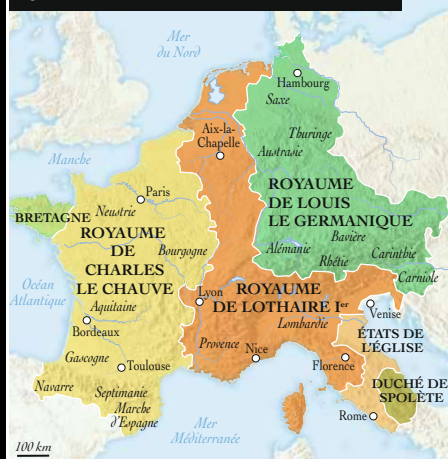 Mer
du Nord
Hambourg
Saxe
Aix-la-
Chapelle
Thuringe
Austrasie
Manche
Paris
Neustrie
BRETAGNE
ROYAUME
DE
CHARLES
LE CHAUVE
Bourgogne
ROYAUME
DE LOUIS
LE GERMANIQUE
Bavière
Alémanie
Carinthie
Rhétie
Carniole
Océan
Atlantique
Aquitaine
Bordeaux
Lyon
ROYAUME
DE LOTHAIRE Ier
Lombardie
Venise
ÉTATS DE
L'ÉGLISE
Gascogne
Toulouse
Provence
Nice
Florence
Navarre
Septimanie
Marche
d'Espagne
DUCHÉ DE
SPOLÈTE
Rome
Mer
Méditerranée
100 km